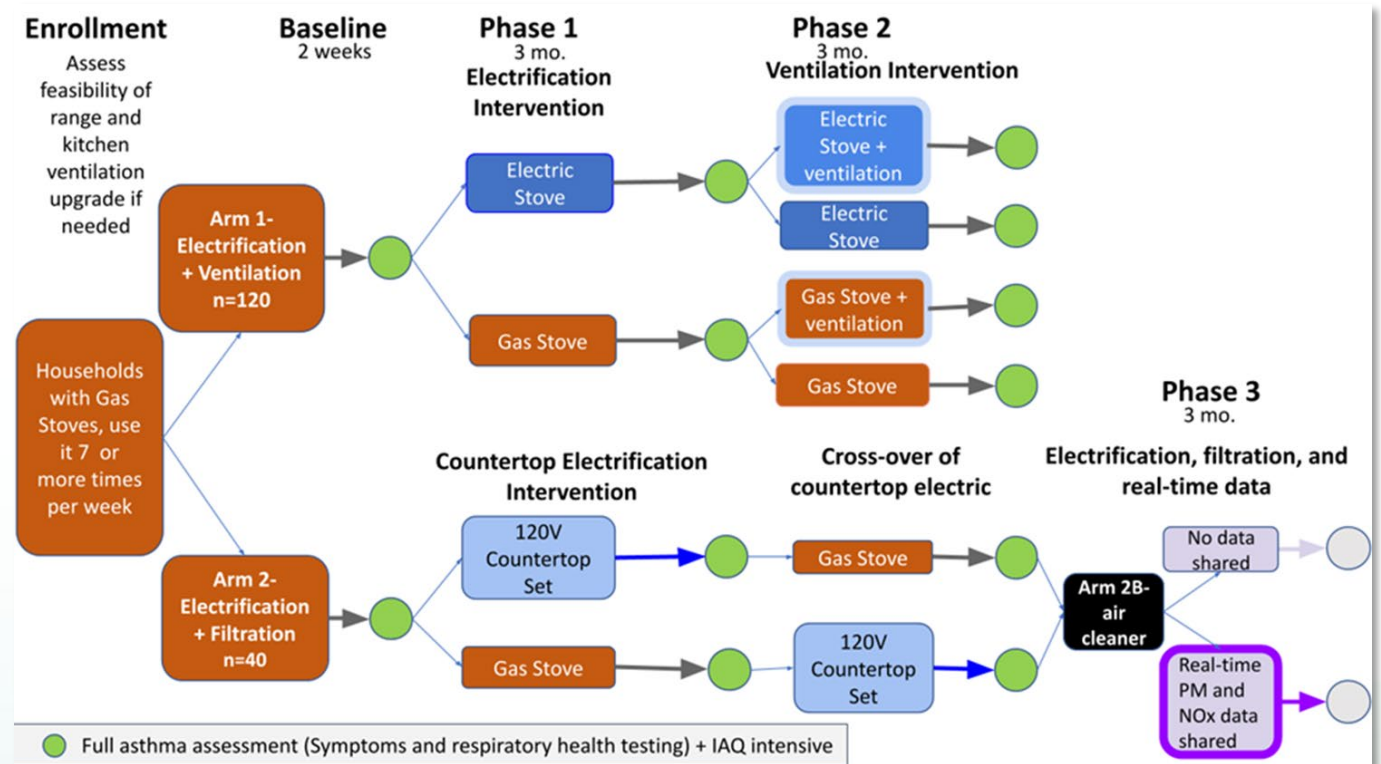 Enrollment
Assess
feasibility of
range and
kitchen
ventilation
upgrade if
needed
Baseline
2 weeks
Phase 1
3 mo.
Electrification
Intervention
Phase 2
3 mo.
Ventilation Intervention
Households
with Gas
Stoves, use
it 7 or
more times
per week
Arm 1-
Electrification
+ Ventilation
n=120
Electric
Stove
Gas Stove
Electric
Stove +
ventilation
Electric
Stove
Gas Stove +
ventilation
Gas Stove
Phase 3
3 mo.
Countertop Electrification
Intervention
Cross-over of
countertop electric
Electrification, filtration, and
real-time data
Arm 2-
Electrification
+ Filtration
n=40
120V
Countertop
Set
Gas Stove
Gas Stove
120V
Countertop
Set
Arm 2B-
air
cleaner
No data
shared
Real-time
PM and
NOx data
shared
Full asthma assessment (Symptoms and respiratory health testing) + IAQ intensive